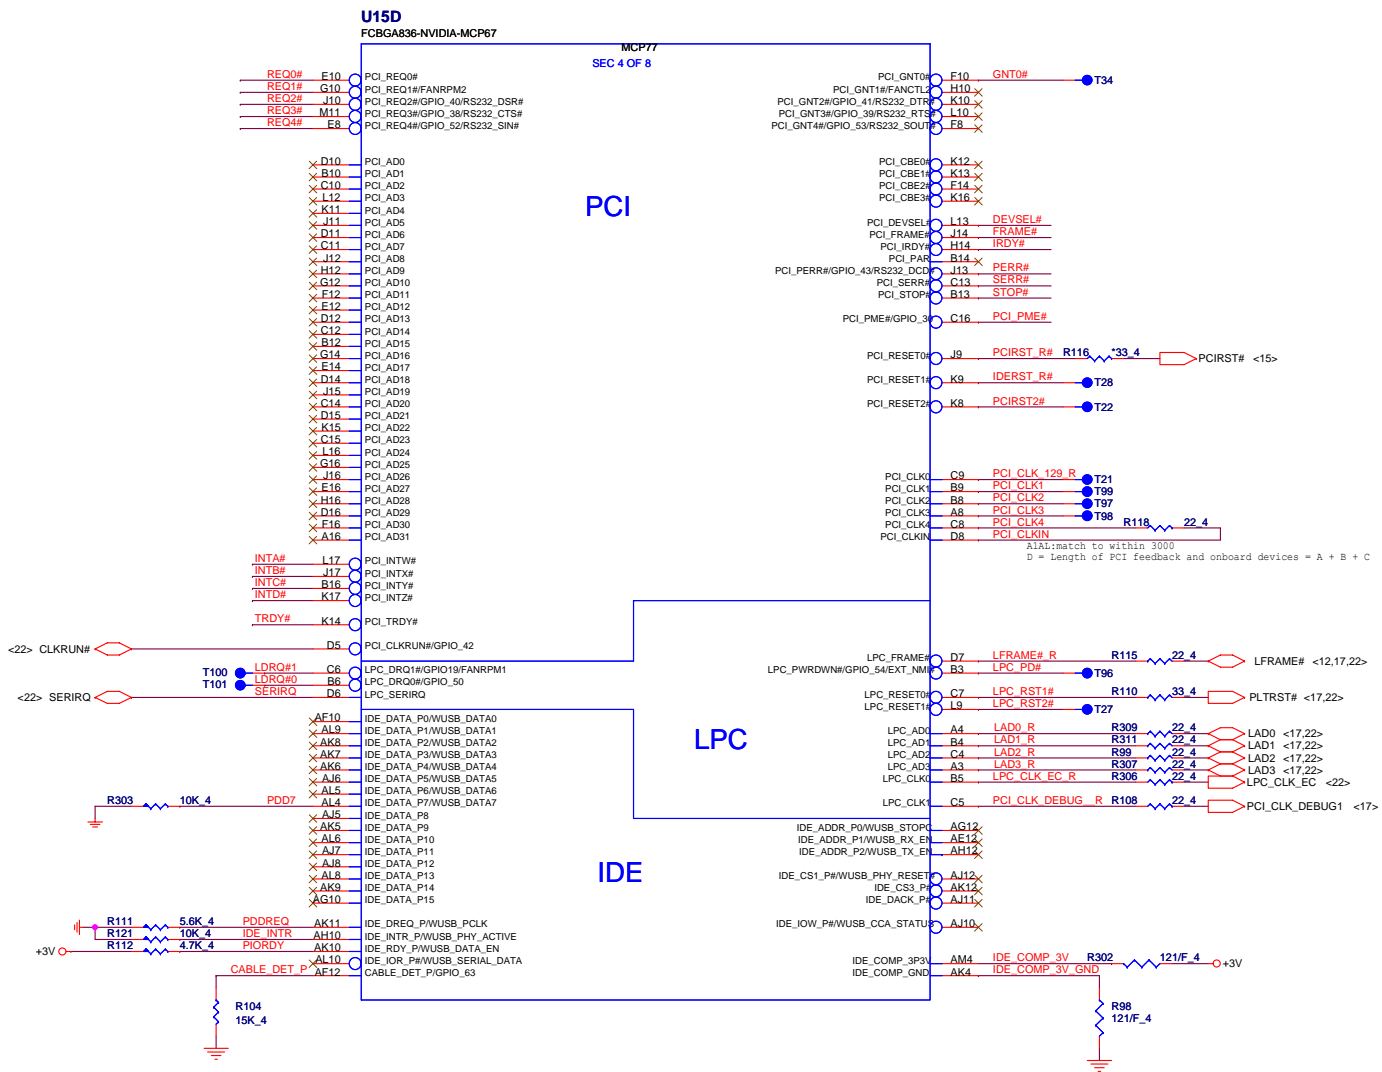 U15D
FCBGA836-NVIDIA-MCP67
MCP77
SEC 4 OF 8
REQ0# E10 PCI_REQ0#
REQ1# G10 PCI_REQ1#/FANRPM2
REQ2# J10 PCI_REQ2#/GPIO_40/RS232_DSR#
REQ3# M11 PCI_REQ3#/GPIO_38/RS232_CTS#
REQ4# E8 PCI_REQ4#/GPIO_52/RS232_SIN#
PCI_GNT0# F10 GNT0# T34
PCI_GNT1#/FANCTL2 H10
PCI_GNT2#/GPIO_41/RS232_DTR# K10
PCI_GNT3#/GPIO_39/RS232_RTS# L10
PCI_GNT4#/GPIO_53/RS232_SOUT# F8
D10 PCI_AD0
B10 PCI_AD1
C10 PCI_AD2
L12 PCI_AD3
K11 PCI_AD4
J11 PCI_AD5
D11 PCI_AD6
C11 PCI_AD7
J12 PCI_AD8
H12 PCI_AD9
G12 PCI_AD10
F12 PCI_AD11
E12 PCI_AD12
D12 PCI_AD13
C12 PCI_AD14
B12 PCI_AD15
G14 PCI_AD16
E14 PCI_AD17
D14 PCI_AD18
J15 PCI_AD19
C14 PCI_AD20
D15 PCI_AD21
K15 PCI_AD22
C15 PCI_AD23
L16 PCI_AD24
G16 PCI_AD25
J16 PCI_AD26
E16 PCI_AD27
H16 PCI_AD28
D16 PCI_AD29
F16 PCI_AD30
A16 PCI_AD31
PCI
PCI_CBE0# K12
PCI_CBE1# K13
PCI_CBE2# F14
PCI_CBE3# K16
PCI_DEVSEL# L13 DEVSEL#
PCI_FRAME# J14 FRAME#
PCI_IRDY# H14 IRDY#
PCI_PAR B14
PCI_PERR#/GPIO_43/RS232_DCD# J13 PERR#
PCI_SERR# C13 SERR#
PCI_STOP# B13 STOP#
PCI_PME#/GPIO_30 C16 PCI_PME#
PCI_RESET0# J9 PCIRST_R# R116 *33_4 PCIRST# <15>
PCI_RESET1# K9 IDERST_R# T28
PCI_RESET2# K8 PCIRST2# T22
PCI_CLK0 C9 PCI_CLK_129_R T21
PCI_CLK1 B9 PCI_CLK1 T99
PCI_CLK2 B8 PCI_CLK2 T97
PCI_CLK3 A8 PCI_CLK3 T98
PCI_CLK4 C8 PCI_CLK4 R118 22_4
PCI_CLKIN D8 PCI_CLKIN
A1AL:match to within 3000
D = Length of PCI feedback and onboard devices = A + B + C
INTA# L17 PCI_INTW#
INTB# J17 PCI_INTX#
INTC# B16 PCI_INTY#
INTD# K17 PCI_INTZ#
TRDY# K14 PCI_TRDY#
<22> CLKRUN# D5 PCI_CLKRUN#/GPIO_42
T100 LDRQ#1 C6 LPC_DRQ1#/GPIO19/FANRPM1
T101 LDRQ#0 B6 LPC_DRQ0#/GPIO_50
<22> SERIRQ SERIRQ D6 LPC_SERIRQ
LPC
LPC_FRAME# D7 LFRAME#_R R115 22_4 LFRAME# <12,17,22>
LPC_PWRDWN#/GPIO_54/EXT_NMI# B3 LPC_PD# T96
LPC_RESET0# C7 LPC_RST1# R110 33_4 PLTRST# <17,22>
LPC_RESET1# L9 LPC_RST2# T27
LPC_AD0 A4 LAD0_R R309 22_4 LAD0 <17,22>
LPC_AD1 B4 LAD1_R R311 22_4 LAD1 <17,22>
LPC_AD2 C4 LAD2_R R99 22_4 LAD2 <17,22>
LPC_AD3 A3 LAD3_R R307 22_4 LAD3 <17,22>
LPC_CLK0 B5 LPC_CLK_EC_R R306 22_4 LPC_CLK_EC <22>
LPC_CLK1 C5 PCI_CLK_DEBUG__R R108 22_4 PCI_CLK_DEBUG1 <17>
AF10 IDE_DATA_P0/WUSB_DATA0
AL9 IDE_DATA_P1/WUSB_DATA1
AK8 IDE_DATA_P2/WUSB_DATA2
AK7 IDE_DATA_P3/WUSB_DATA3
AK6 IDE_DATA_P4/WUSB_DATA4
AJ6 IDE_DATA_P5/WUSB_DATA5
AL5 IDE_DATA_P6/WUSB_DATA6
R303 10K_4 PDD7 AL4 IDE_DATA_P7/WUSB_DATA7
AJ5 IDE_DATA_P8
AK5 IDE_DATA_P9
AL6 IDE_DATA_P10
AJ7 IDE_DATA_P11
AJ8 IDE_DATA_P12
AL8 IDE_DATA_P13
AK9 IDE_DATA_P14
AG10 IDE_DATA_P15
IDE
IDE_ADDR_P0/WUSB_STOPC AG12
IDE_ADDR_P1/WUSB_RX_EN AE12
IDE_ADDR_P2/WUSB_TX_EN AH12
IDE_CS1_P#/WUSB_PHY_RESET# AJ12
IDE_CS3_P# AK12
IDE_DACK_P# AJ11
IDE_IOW_P#/WUSB_CCA_STATUS AJ10
R111 5.6K_4 PDDREQ AK11 IDE_DREQ_P/WUSB_PCLK
R121 10K_4 IDE_INTR AH10 IDE_INTR_P/WUSB_PHY_ACTIVE
+3V R112 4.7K_4 PIORDY AK10 IDE_RDY_P/WUSB_DATA_EN
AL10 IDE_IOR_P#/WUSB_SERIAL_DATA
CABLE_DET_P AF12 CABLE_DET_P/GPIO_63
IDE_COMP_3P3V AM4 IDE_COMP_3V R302 121/F_4 +3V
IDE_COMP_GND AK4 IDE_COMP_3V_GND
R104
15K_4
R98
121/F_4